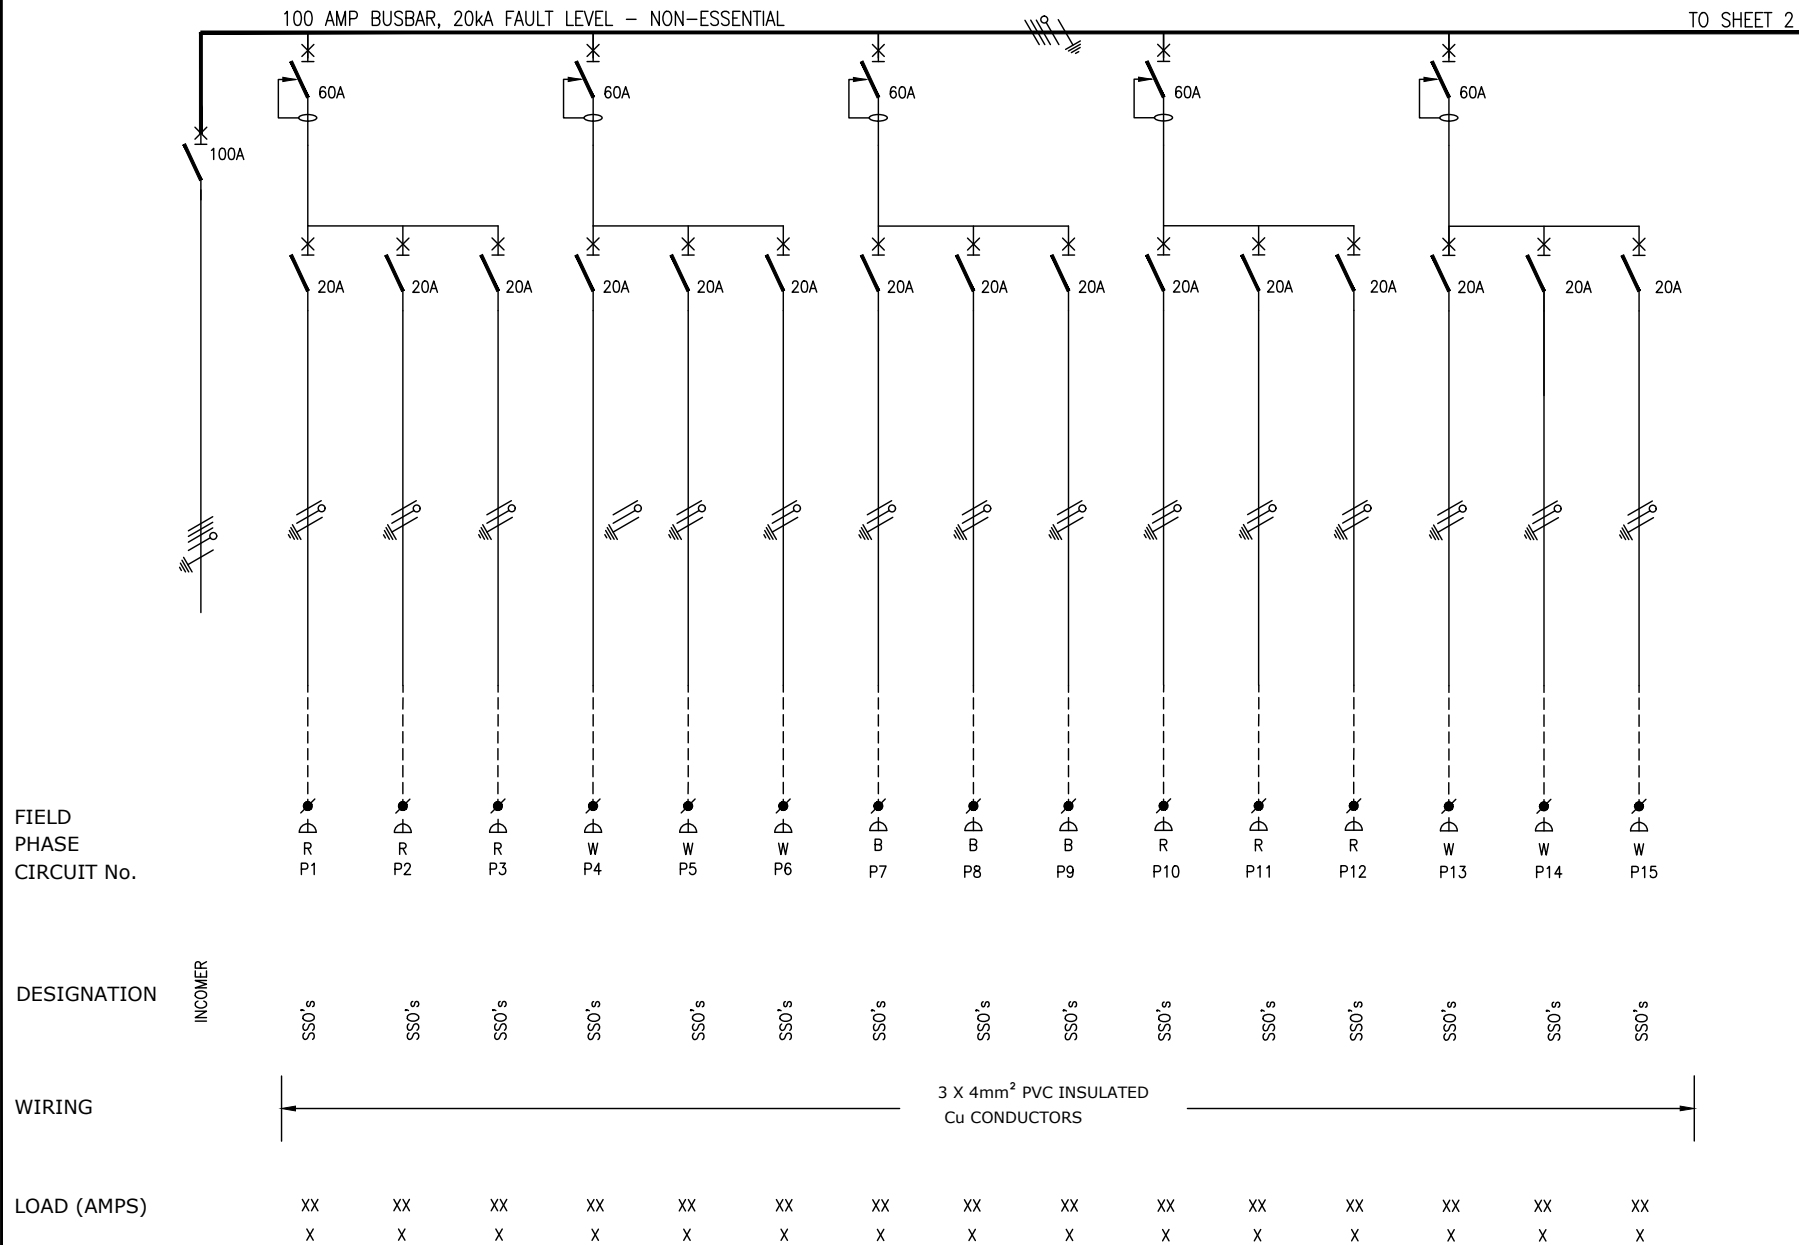 100 AMP BUSBAR, 20kA FAULT LEVEL - NON-ESSENTIAL TO SHEET 2
60A 60A 60A 60A 60A
100A
20A 20A 20A 20A 20A 20A 20A 20A 20A 20A 20A 20A 20A 20A 20A
FIELD
PHASE R R R W W W B B B R R R W W W
CIRCUIT No. P1 P2 P3 P4 P5 P6 P7 P8 P9 P10 P11 P12 P13 P14 P15
DESIGNATION INCOMER SSO's SSO's SSO's SSO's SSO's SSO's SSO's SSO's SSO's SSO's SSO's SSO's SSO's SSO's SSO's
WIRING 3 X 4mm² PVC INSULATED
Cu CONDUCTORS
LOAD (AMPS) XX XX XX XX XX XX XX XX XX XX XX XX XX XX XX
X X X X X X X X X X X X X X X